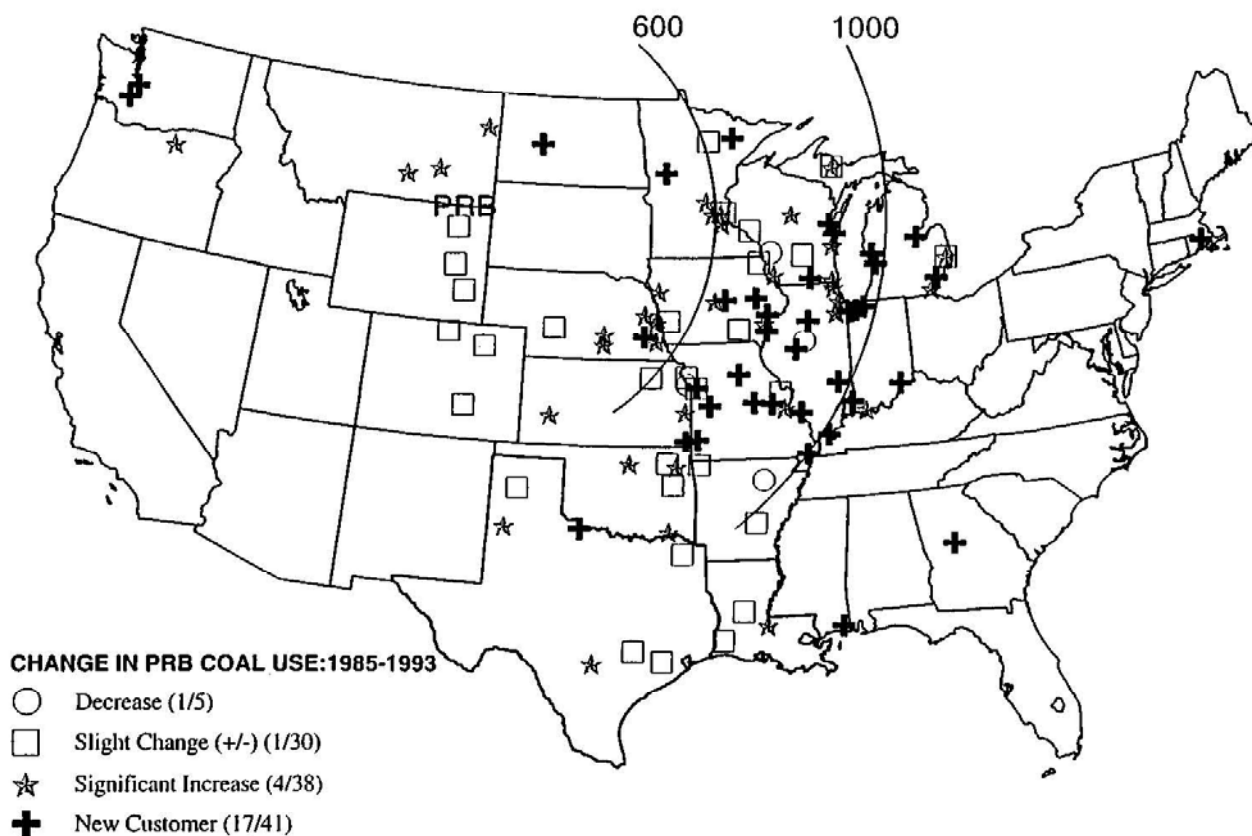 600
1000
PRB
CHANGE IN PRB COAL USE:1985-1993
Decrease (1/5)
Slight Change (+/-) (1/30)
Significant Increase (4/38)
New Customer (17/41)